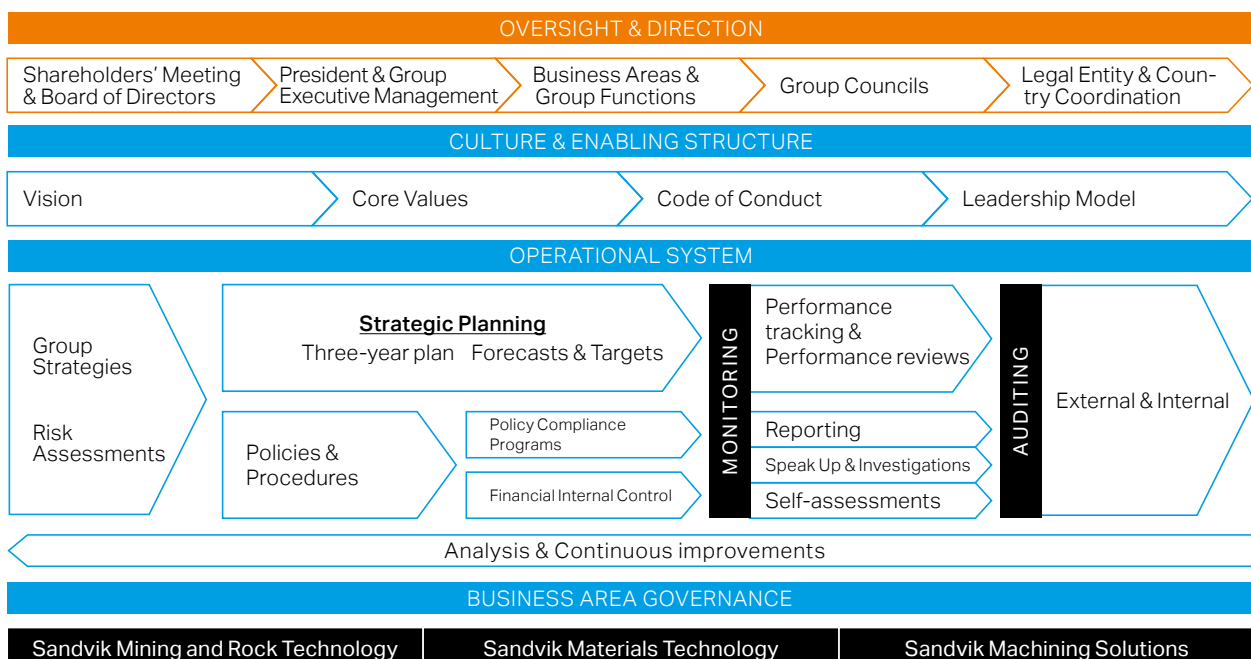 OVERSIGHT & DIRECTION
Shareholders’ Meeting
& Board of Directors
President & Group
Executive Management
Business Areas &
Group Functions
Group Councils
Legal Entity & Coun-
try Coordination
CULTURE & ENABLING STRUCTURE
Vision
Core Values
Code of Conduct
Leadership Model
OPERATIONAL SYSTEM
Group
Strategies
Risk
Assessments
Strategic Planning
Three-year plan Forecasts & Targets
Policies &
Procedures
Policy Compliance
Programs
Financial Internal Control
MONITORING
Performance
tracking &
Performance reviews
Reporting
Speak Up & Investigations
Self-assessments
AUDITING
External & Internal
Analysis & Continuous improvements
BUSINESS AREA GOVERNANCE
Sandvik Mining and Rock Technology
Sandvik Materials Technology
Sandvik Machining Solutions